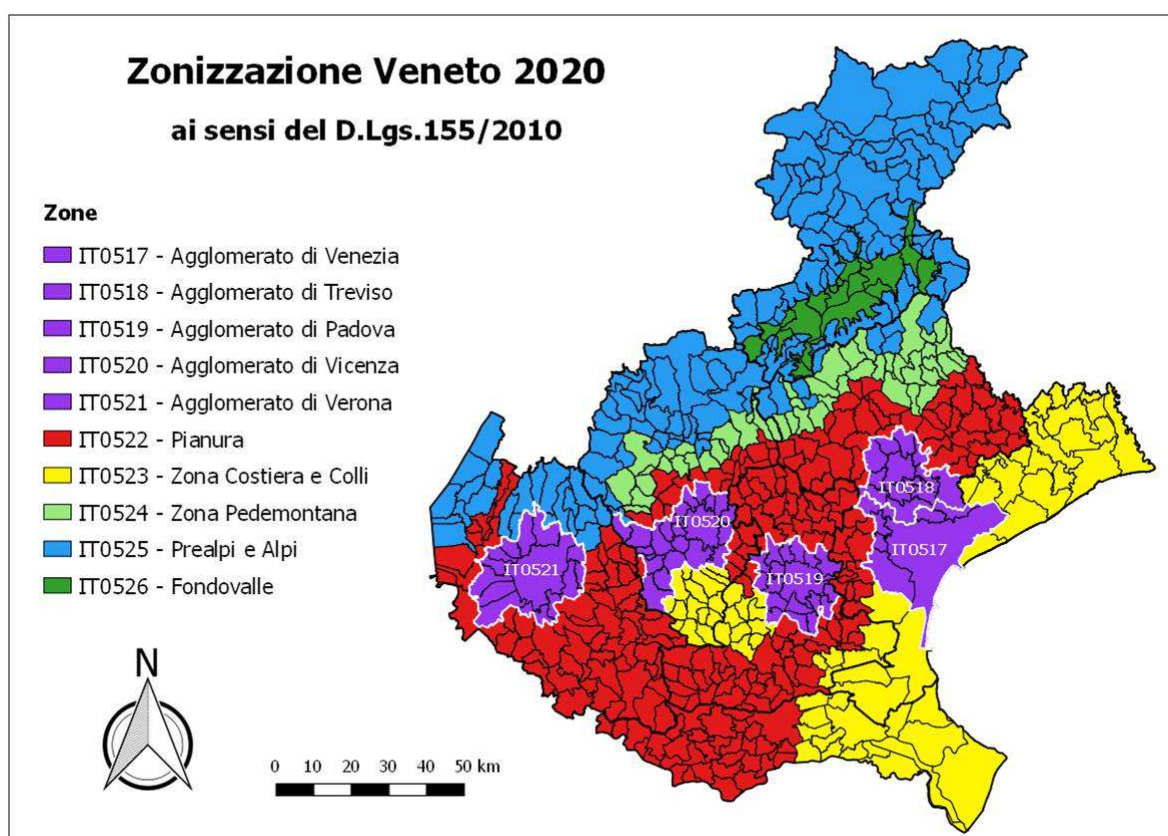 Zonizzazione Veneto 2020
ai sensi del D.Lgs.155/2010
Zone
IT0517 - Agglomerato di Venezia
IT0518 - Agglomerato di Treviso
IT0519 - Agglomerato di Padova
IT0520 - Agglomerato di Vicenza
IT0521 - Agglomerato di Verona
IT0522 - Pianura
IT0523 - Zona Costiera e Colli
IT0524 - Zona Pedemontana
IT0525 - Prealpi e Alpi
IT0526 - Fondovalle
IT0518
IT0520
IT0517
IT0521
IT0519
N
0 10 20 30 40 50 km